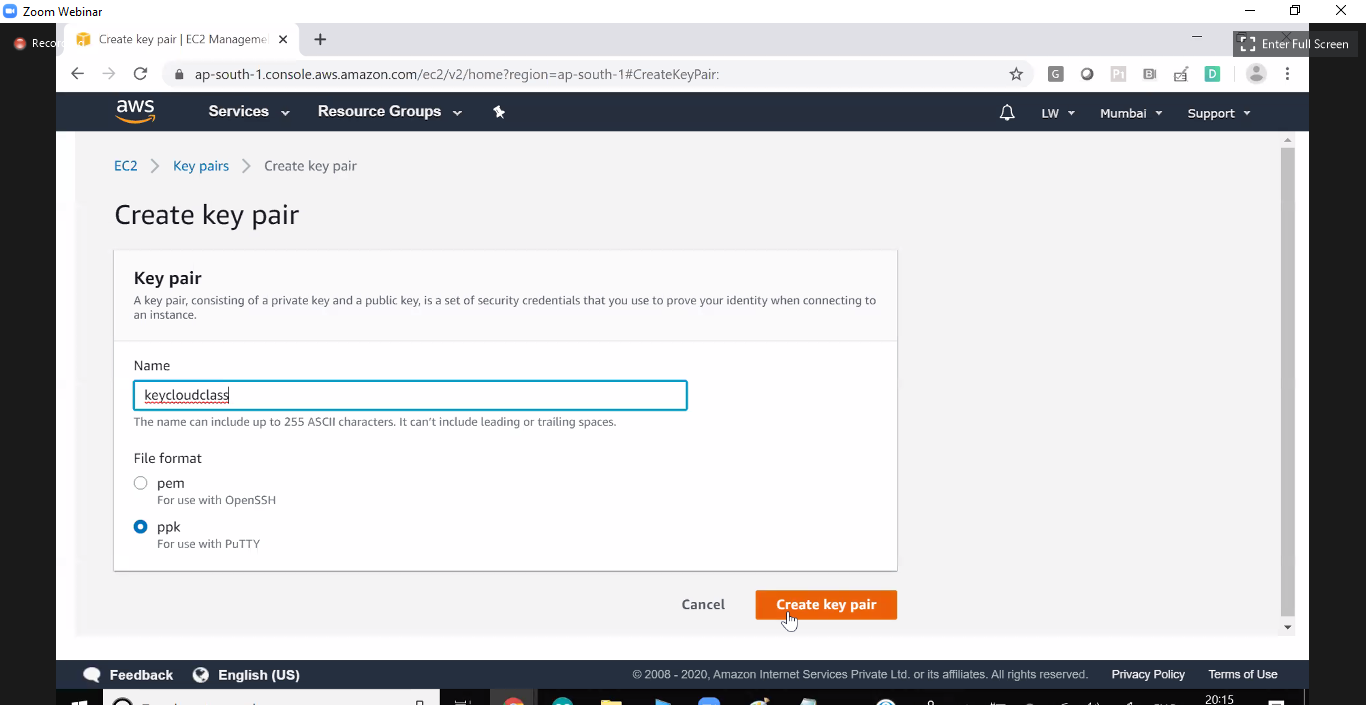 Zoom Webinar
Recor
Create key pair | EC2 Manageme
Enter Full Screen
ap-south-1.console.aws.amazon.com/ec2/v2/home?region=ap-south-1#CreateKeyPair:
aws
Services
Resource Groups
LW
Mumbai
Support
EC2
Key pairs
Create key pair
Create key pair
Key pair
A key pair, consisting of a private key and a public key, is a set of security credentials that you use to prove your identity when connecting to
an instance.
Name
keycloudclass
The name can include up to 255 ASCII characters. It can't include leading or trailing spaces.
File format
pem
For use with OpenSSH
ppk
For use with PuTTY
Cancel
Create key pair
Feedback
English (US)
© 2008 - 2020, Amazon Internet Services Private Ltd. or its affiliates. All rights reserved.
Privacy Policy
Terms of Use
20:15